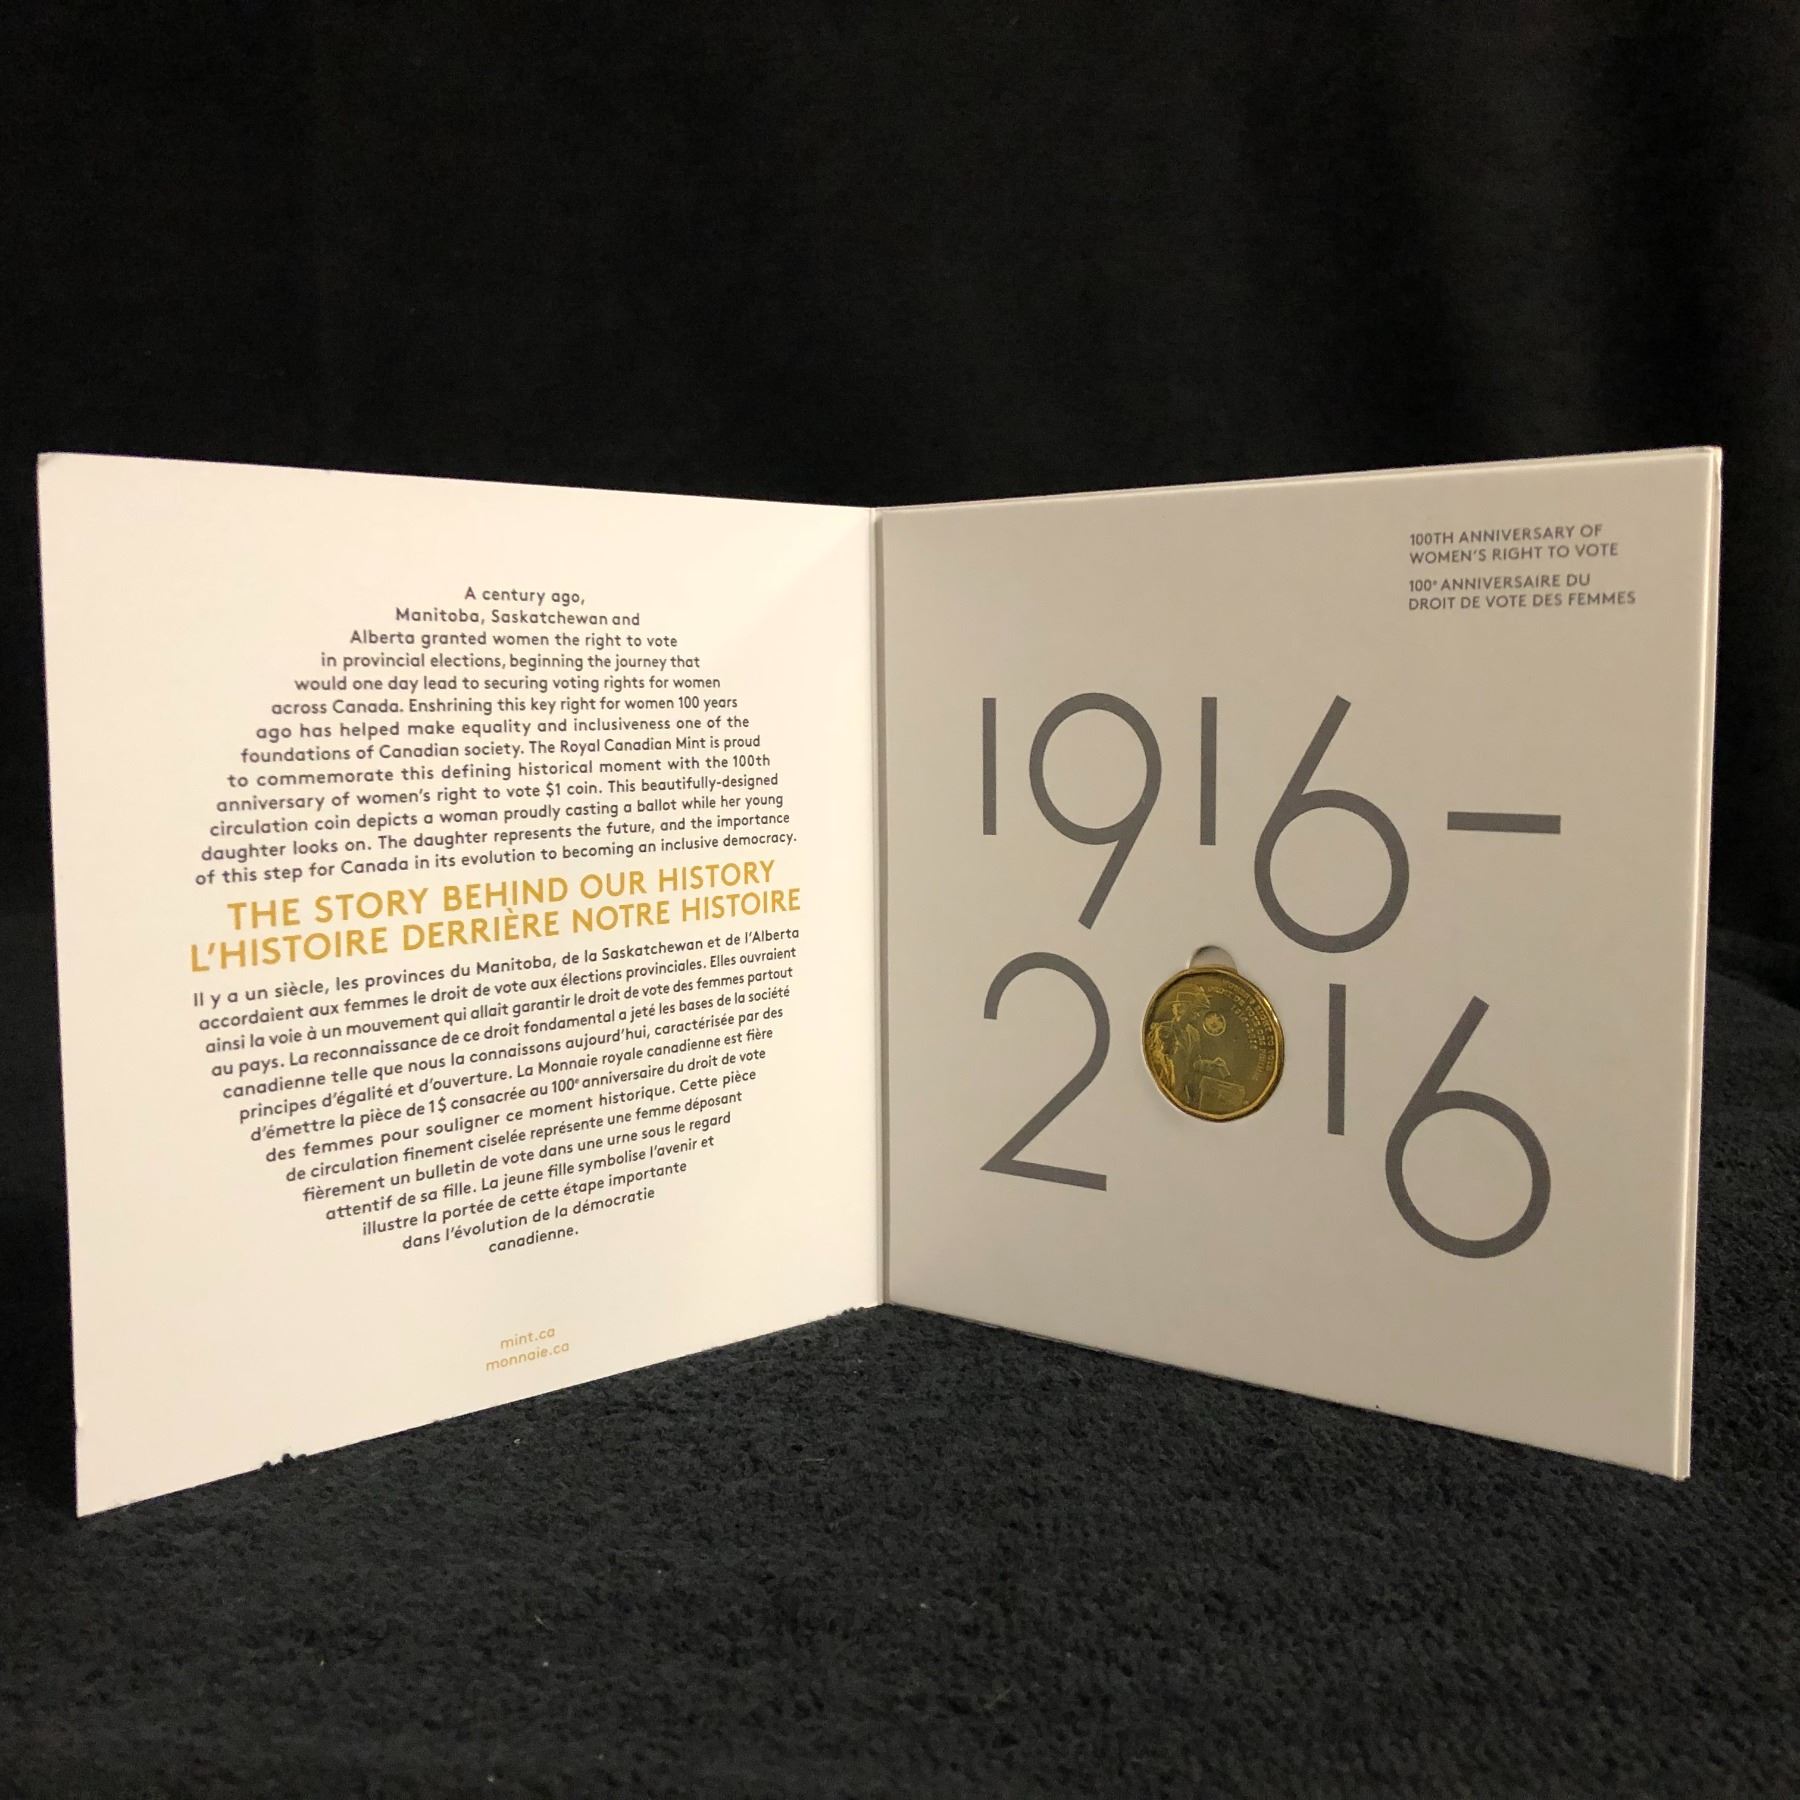 A century ago,
Manitoba, Saskatchewan and
Alberta granted women the right to vote
in provincial elections, beginning the journey that
would one day lead to securing voting rights for women
across Canada. Enshrining this key right for women 100 years
ago has helped make equality and inclusiveness one of the
foundations of Canadian society. The Royal Canadian Mint is proud
to commemorate this defining historical moment with the 100th
anniversary of women's right to vote $1 coin. This beautifully-designed
circulation coin depicts a woman proudly casting a ballot while her young
daughter looks on. The daughter represents the future, and the importance
of this step for Canada in its evolution to becoming an inclusive democracy.
THE STORY BEHIND OUR HISTORY
L'HISTOIRE DERRIÈRE NOTRE HISTOIRE
Il y a un siècle, les provinces du Manitoba, de la Saskatchewan et de l'Alberta
accordaient aux femmes le droit de vote aux élections provinciales. Elles ouvraient
ainsi la voie à un mouvement qui allait garantir le droit de vote des femmes partout
au pays. La reconnaissance de ce droit fondamental a jeté les bases de la société
canadienne telle que nous la connaissons aujourd'hui, caractérisée par des
principes d'égalité et d'ouverture. La Monnaie royale canadienne est fière
d'émettre la pièce de 1 $ consacrée au 100e anniversaire du droit de vote
des femmes pour souligner ce moment historique. Cette pièce
de circulation finement ciselée représente une femme déposant
fièrement un bulletin de vote dans une urne sous le regard
attentif de sa fille. La jeune fille symbolise l'avenir et
illustre la portée de cette étape importante
dans l'évolution de la démocratie
canadienne.
mint.ca
monnaie.ca
100TH ANNIVERSARY OF
WOMEN'S RIGHT TO VOTE
100e ANNIVERSAIRE DU
DROIT DE VOTE DES FEMMES
1916–
2016
WOMEN'S RIGHT TO VOTE
DROIT DE VOTE DES FEMMES
1916-2016